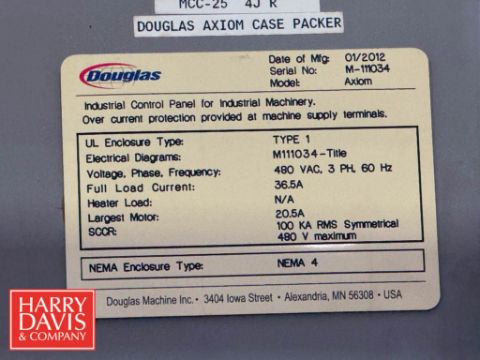 MCC-25 4J R
DOUGLAS AXIOM CASE PACKER
Douglas
Date of Mfg: 01/2012
Serial No: M-111034
Model: Axiom
Industrial Control Panel for Industrial Machinery.
Over current protection provided at machine supply terminals.
UL Enclosure Type: TYPE 1
Electrical Diagrams: M111034-Title
Voltage, Phase, Frequency: 480 VAC, 3 PH, 60 Hz
Full Load Current: 36.5A
Heater Load: N/A
Largest Motor: 20.5A
SCCR: 100 KA RMS Symmetrical
480 V maximum
NEMA Enclosure Type: NEMA 4
Douglas Machine Inc. • 3404 Iowa Street • Alexandria, MN 56308 • USA
HARRY
DAVIS
& COMPANY